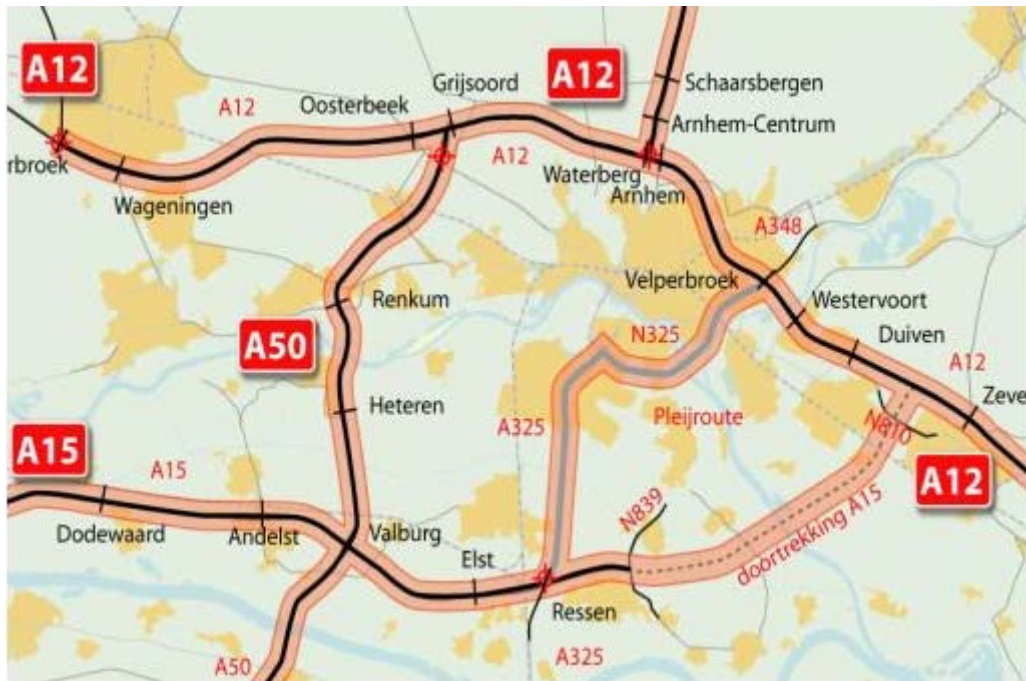 A12
A12
Grijsoord
A12
Oosterbeek
Schaarsbergen
Arnhem-Centrum
A12
rbroek
Waterberg
Arnhem
Wageningen
A348
Velperbroek
Renkum
Westervoort
N325
Duiven
A50
A12
Heteren
Zeve
A325
Pleijroute
N810
A15
A15
A12
Dodewaard
Andelst
Valburg
N839
Elst
doortrekking A15
Ressen
A50
A325